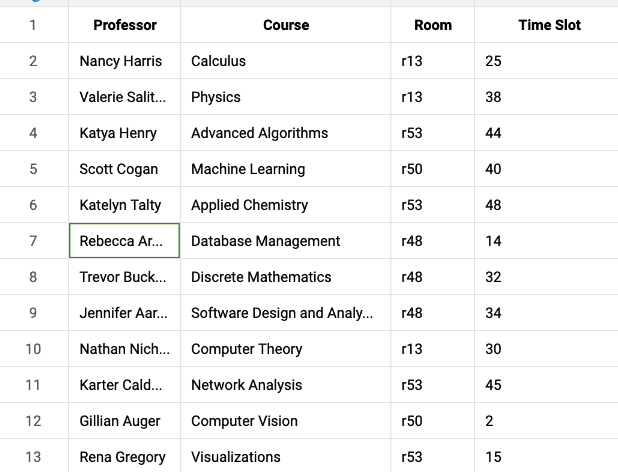 1 Professor Course Room Time Slot
2 Nancy Harris Calculus r13 25
3 Valerie Salit... Physics r13 38
4 Katya Henry Advanced Algorithms r53 44
5 Scott Cogan Machine Learning r50 40
6 Katelyn Talty Applied Chemistry r53 48
7 Rebecca Ar... Database Management r48 14
8 Trevor Buck... Discrete Mathematics r48 32
9 Jennifer Aar... Software Design and Analy... r48 34
10 Nathan Nich... Computer Theory r13 30
11 Karter Cald... Network Analysis r53 45
12 Gillian Auger Computer Vision r50 2
13 Rena Gregory Visualizations r53 15